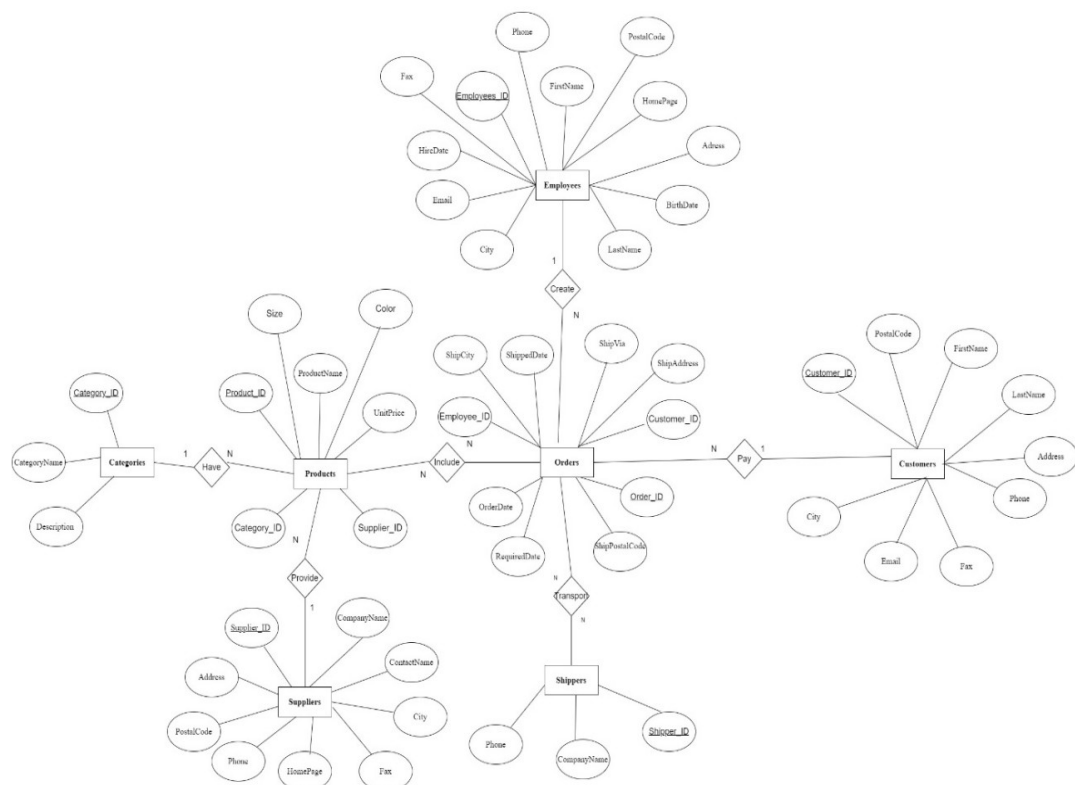 Phone
PostalCode
Fax
Employees_ID
FirstName
HomePage
HireDate
Adress
Employees
Email
BirthDate
City
LastName
1
Create
N
Size
Color
ProductName
Product_ID
UnitPrice
Category_ID
CategoryName
Categories
Description
1
Have
N
Products
Category_ID
Supplier_ID
N
Include
N
ShipCity
ShippedDate
ShipVia
ShipAddress
Employee_ID
Customer_ID
Orders
OrderDate
Order_ID
RequiredDate
ShipPostalCode
N
Pay
1
PostalCode
FirstName
Customer_ID
LastName
Customers
Address
Phone
City
Email
Fax
N
Provide
1
N
Transport
N
Supplier_ID
CompanyName
Address
ContactName
Suppliers
PostalCode
City
Phone
HomePage
Fax
Shippers
Phone
CompanyName
Shipper_ID